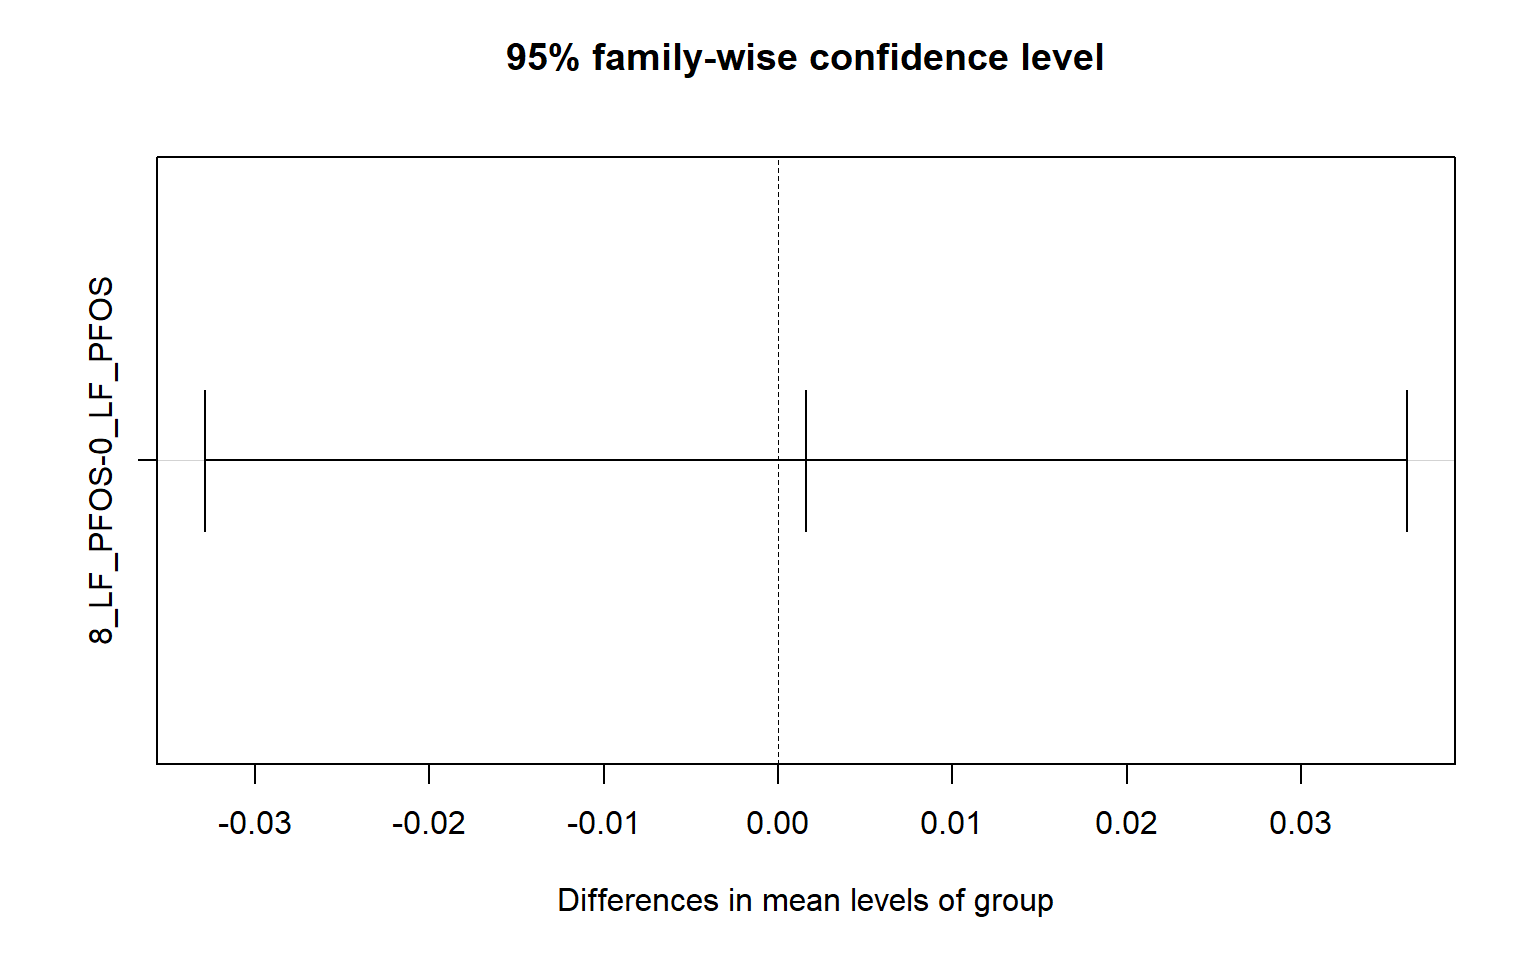 95% family-wise confidence level
8_LF_PFOS-0_LF_PFOS
-0.03 -0.02 -0.01 0.00 0.01 0.02 0.03
Differences in mean levels of group